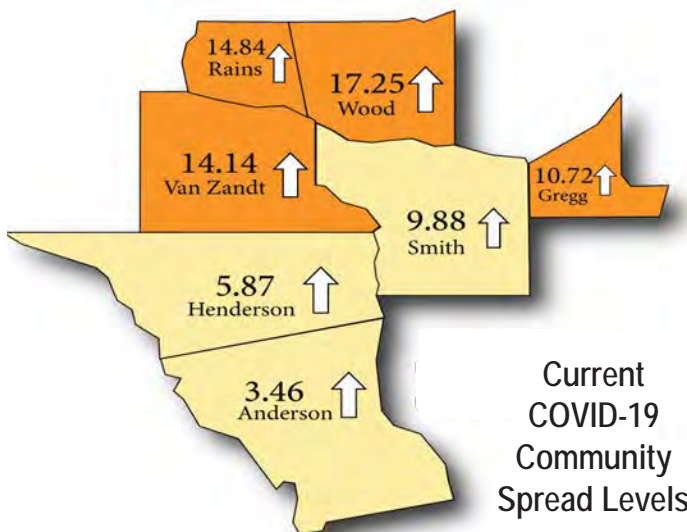 14.84
Rains
17.25
Wood
14.14
Van Zandt
10.72
Gregg
9.88
Smith
5.87
Henderson
3.46
Anderson
Current
COVID-19
Community
Spread Levels